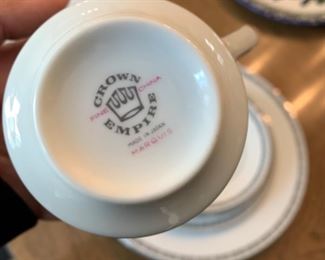 CROWN
FINE CHINA
EMPIRE
MADE IN JAPAN
MARQUIS